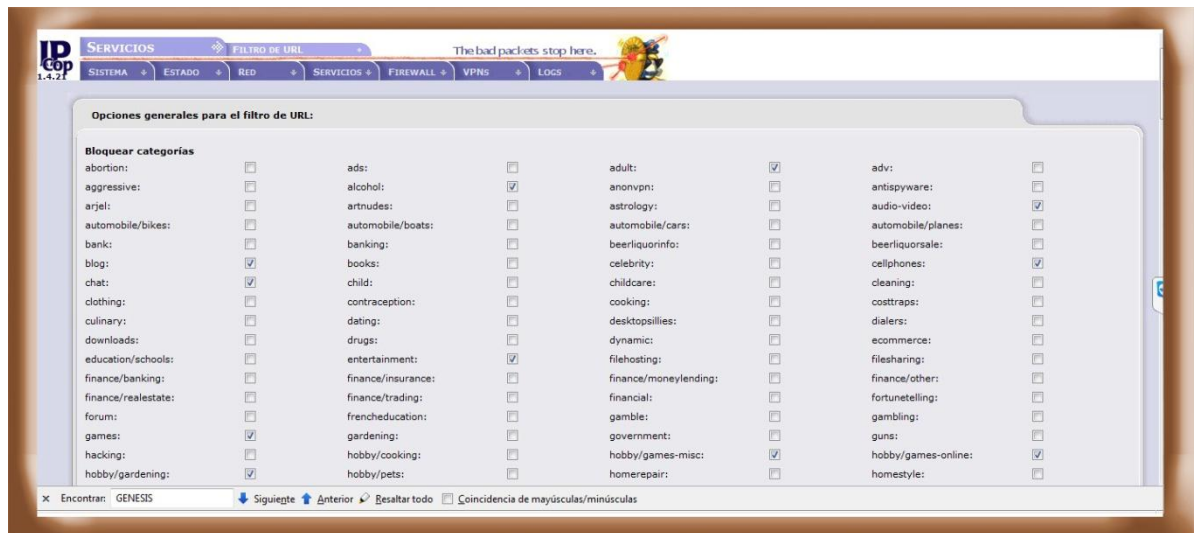 IP
Cop
1.4.21
SERVICIOS FILTRO DE URL The bad packets stop here.
SISTEMA ESTADO RED SERVICIOS FIREWALL VPNS LOGS
Opciones generales para el filtro de URL:
Bloquear categorías
abortion: ads: adult: adv:
aggressive: alcohol: anonvpn: antispyware:
arjel: artnudes: astrology: audio-video:
automobile/bikes: automobile/boats: automobile/cars: automobile/planes:
bank: banking: beerliquorinfo: beerliquorsale:
blog: books: celebrity: cellphones:
chat: child: childcare: cleaning:
clothing: contraception: cooking: costtraps:
culinary: dating: desktopsillies: dialers:
downloads: drugs: dynamic: ecommerce:
education/schools: entertainment: filehosting: filesharing:
finance/banking: finance/insurance: finance/moneylending: finance/other:
finance/realestate: finance/trading: financial: fortunetelling:
forum: frencheducation: gamble: gambling:
games: gardening: government: guns:
hacking: hobby/cooking: hobby/games-misc: hobby/games-online:
hobby/gardening: hobby/pets: homerepair: homestyle:
Encontrar: GENESIS Siguiente Anterior Resaltar todo Coincidencia de mayúsculas/minúsculas